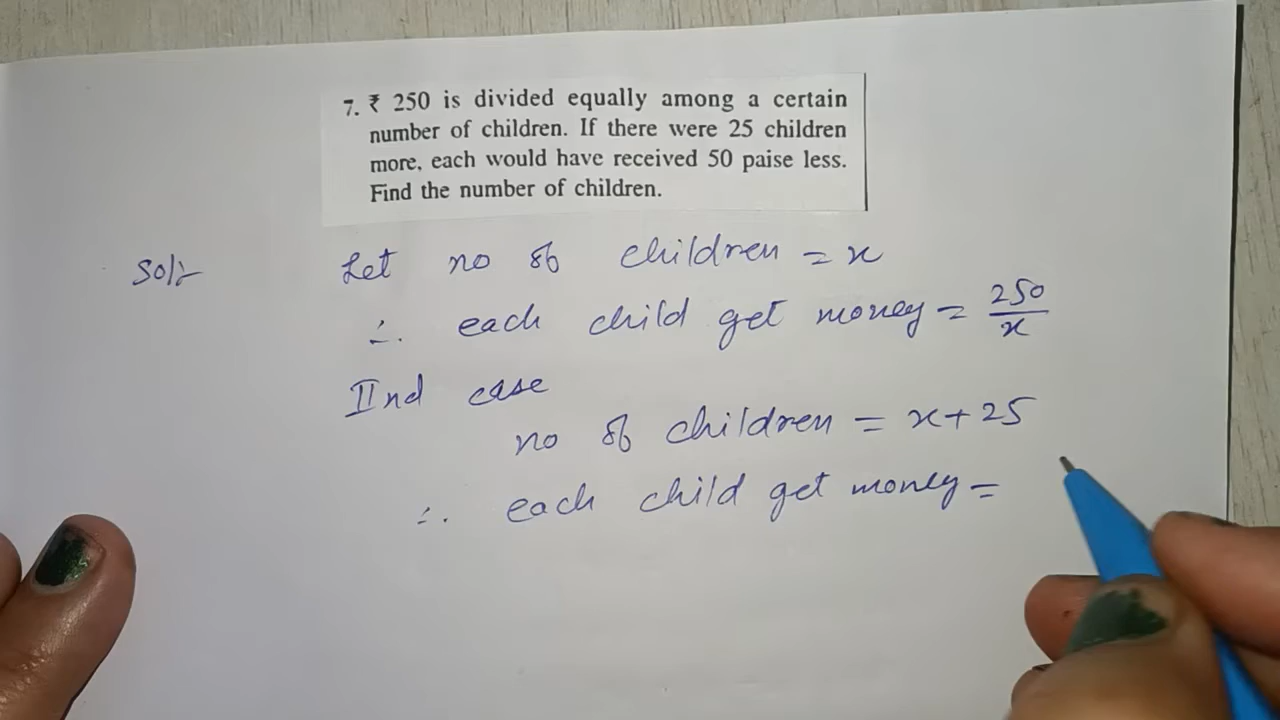 7. ₹ 250 is divided equally among a certain
number of children. If there were 25 children
more, each would have received 50 paise less.
Find the number of children.
Sol:- Let no of children = x
∴ each child get money = 250/x
IInd case
no of children = x+25
∴ each child get money =